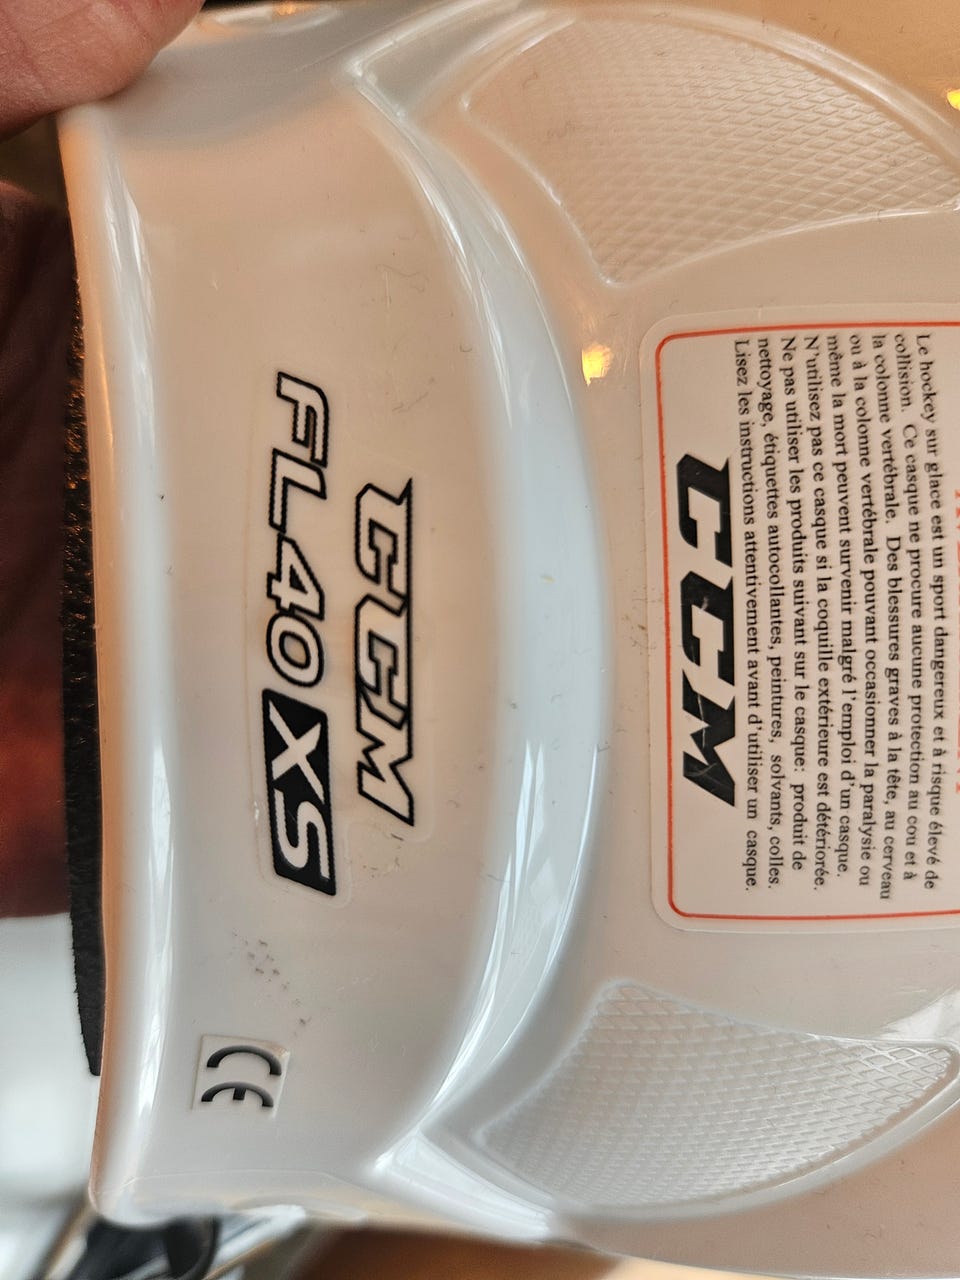 Le hockey sur glace est un sport dangereux et à risque élevé de
collision. Ce casque ne procure aucune protection au cou et à
la colonne vertébrale. Des blessures graves à la tête, au cerveau
ou à la colonne vertébrale pouvant occasionner la paralysie ou
même la mort peuvent survenir malgré l'emploi d'un casque.
N'utilisez pas ce casque si la coquille extérieure est détériorée.
Ne pas utiliser les produits suivant sur le casque: produit de
nettoyage, étiquettes autocollantes, peintures, solvants, colles.
Lisez les instructions attentivement avant d'utiliser un casque.
CCM
CCM
FL40 XS
CE